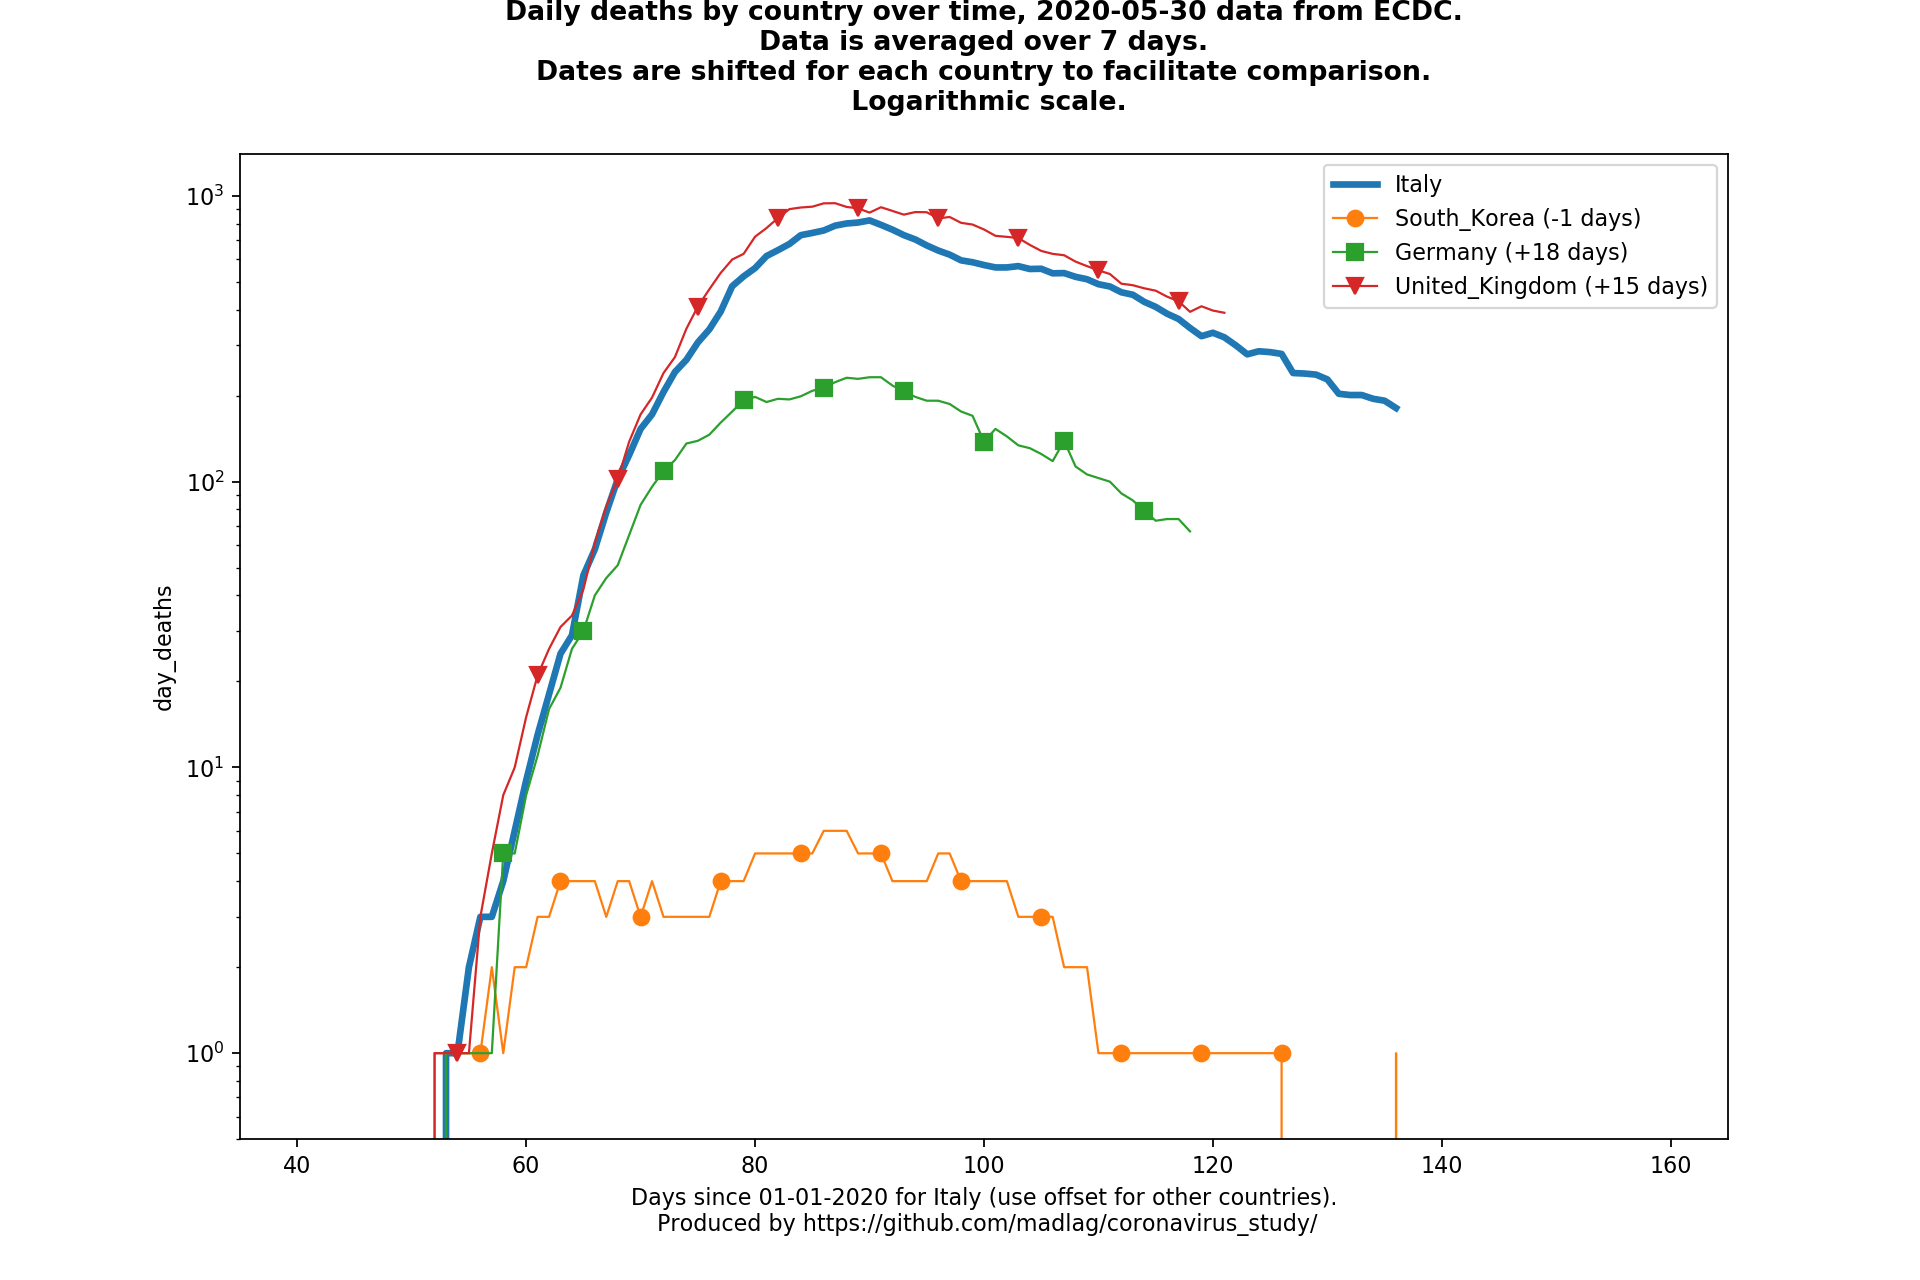 Daily deaths by country over time, 2020-05-30 data from ECDC.
Data is averaged over 7 days.
Dates are shifted for each country to facilitate comparison.
Logarithmic scale.
Italy
South_Korea (-1 days)
Germany (+18 days)
United_Kingdom (+15 days)
10³
10²
10¹
10⁰
day_deaths
40 60 80 100 120 140 160
Days since 01-01-2020 for Italy (use offset for other countries).
Produced by https://github.com/madlag/coronavirus_study/